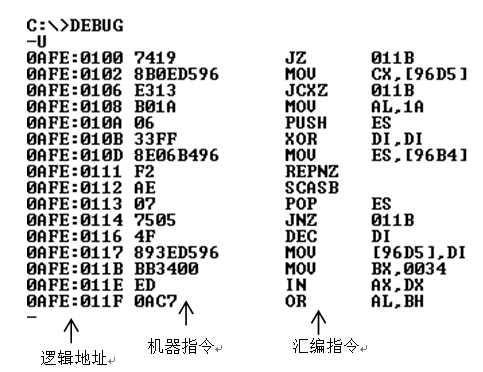 C:\>DEBUG
-U
0AFE:0100 7419 JZ 011B
0AFE:0102 8B0ED596 MOV CX,[96D5]
0AFE:0106 E313 JCXZ 011B
0AFE:0108 B01A MOV AL,1A
0AFE:010A 06 PUSH ES
0AFE:010B 33FF XOR DI,DI
0AFE:010D 8E06B496 MOV ES,[96B4]
0AFE:0111 F2 REPNZ
0AFE:0112 AE SCASB
0AFE:0113 07 POP ES
0AFE:0114 7505 JNZ 011B
0AFE:0116 4F DEC DI
0AFE:0117 893ED596 MOV [96D5],DI
0AFE:011B BB3400 MOV BX,0034
0AFE:011E ED IN AX,DX
0AFE:011F 0AC7 OR AL,BH
-
逻辑地址 机器指令 汇编指令